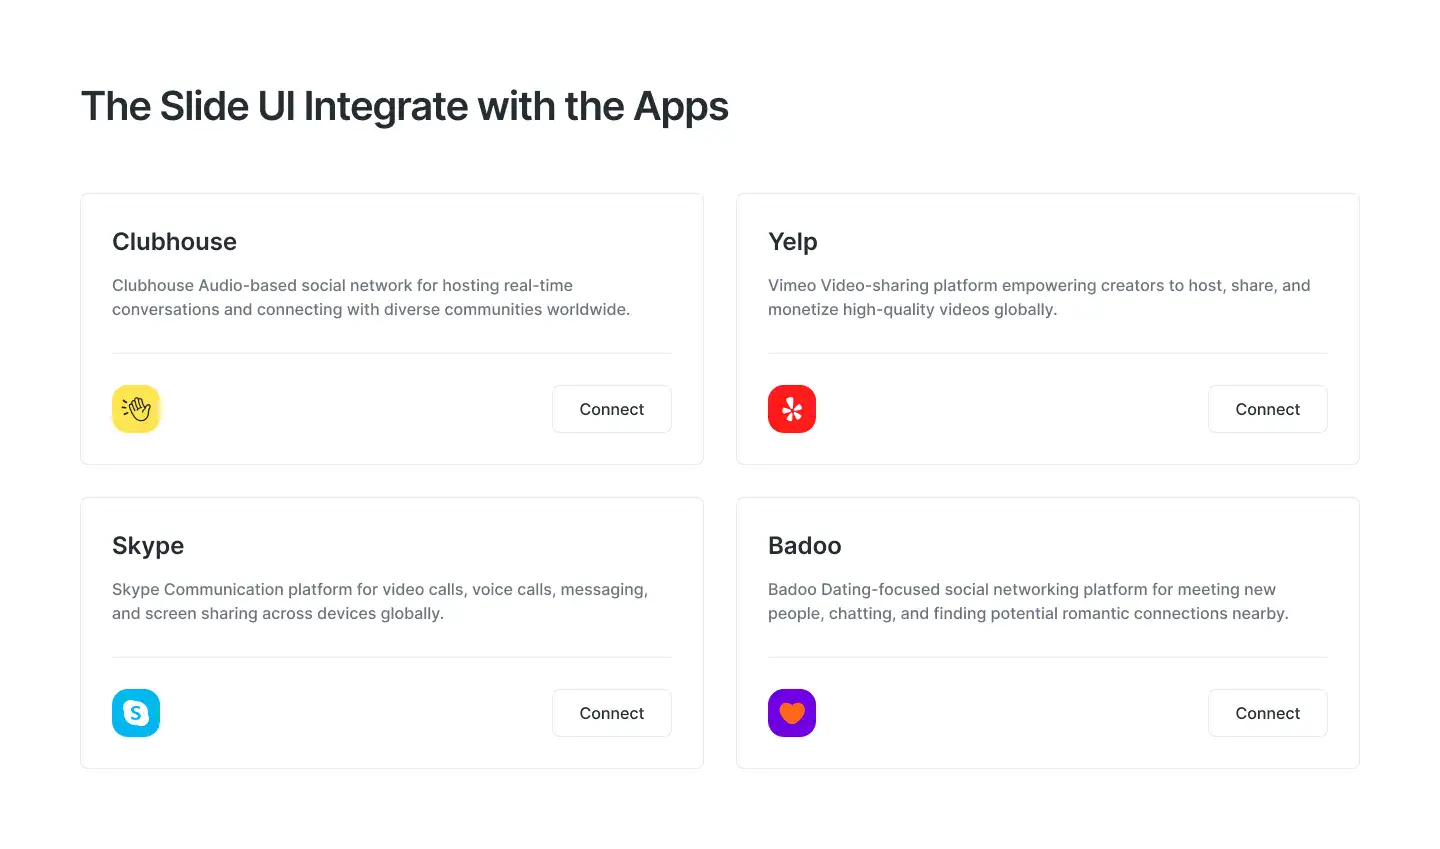 The Slide UI Integrate with the Apps
Clubhouse
Clubhouse Audio-based social network for hosting real-time
conversations and connecting with diverse communities worldwide.
Connect
Yelp
Vimeo Video-sharing platform empowering creators to host, share, and
monetize high-quality videos globally.
Connect
Skype
Skype Communication platform for video calls, voice calls, messaging,
and screen sharing across devices globally.
S
Connect
Badoo
Badoo Dating-focused social networking platform for meeting new
people, chatting, and finding potential romantic connections nearby.
Connect